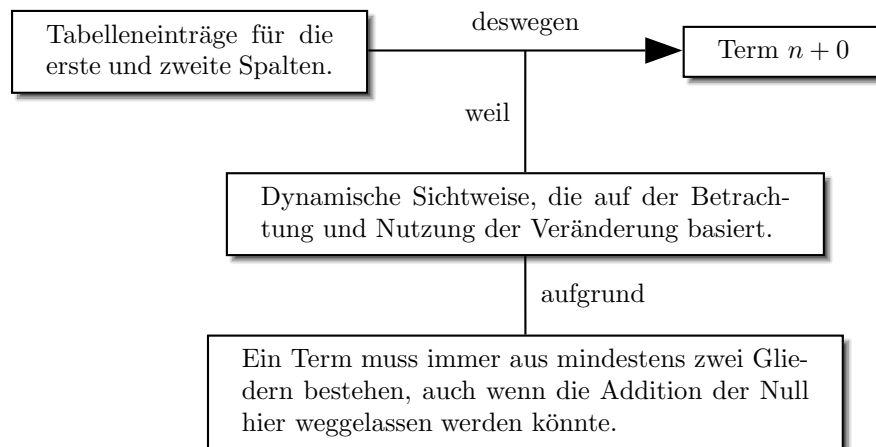 Tabelleneinträge für die
erste und zweite Spalten.
deswegen
Term n + 0
weil
Dynamische Sichtweise, die auf der Betrach-
tung und Nutzung der Veränderung basiert.
aufgrund
Ein Term muss immer aus mindestens zwei Glie-
dern bestehen, auch wenn die Addition der Null
hier weggelassen werden könnte.